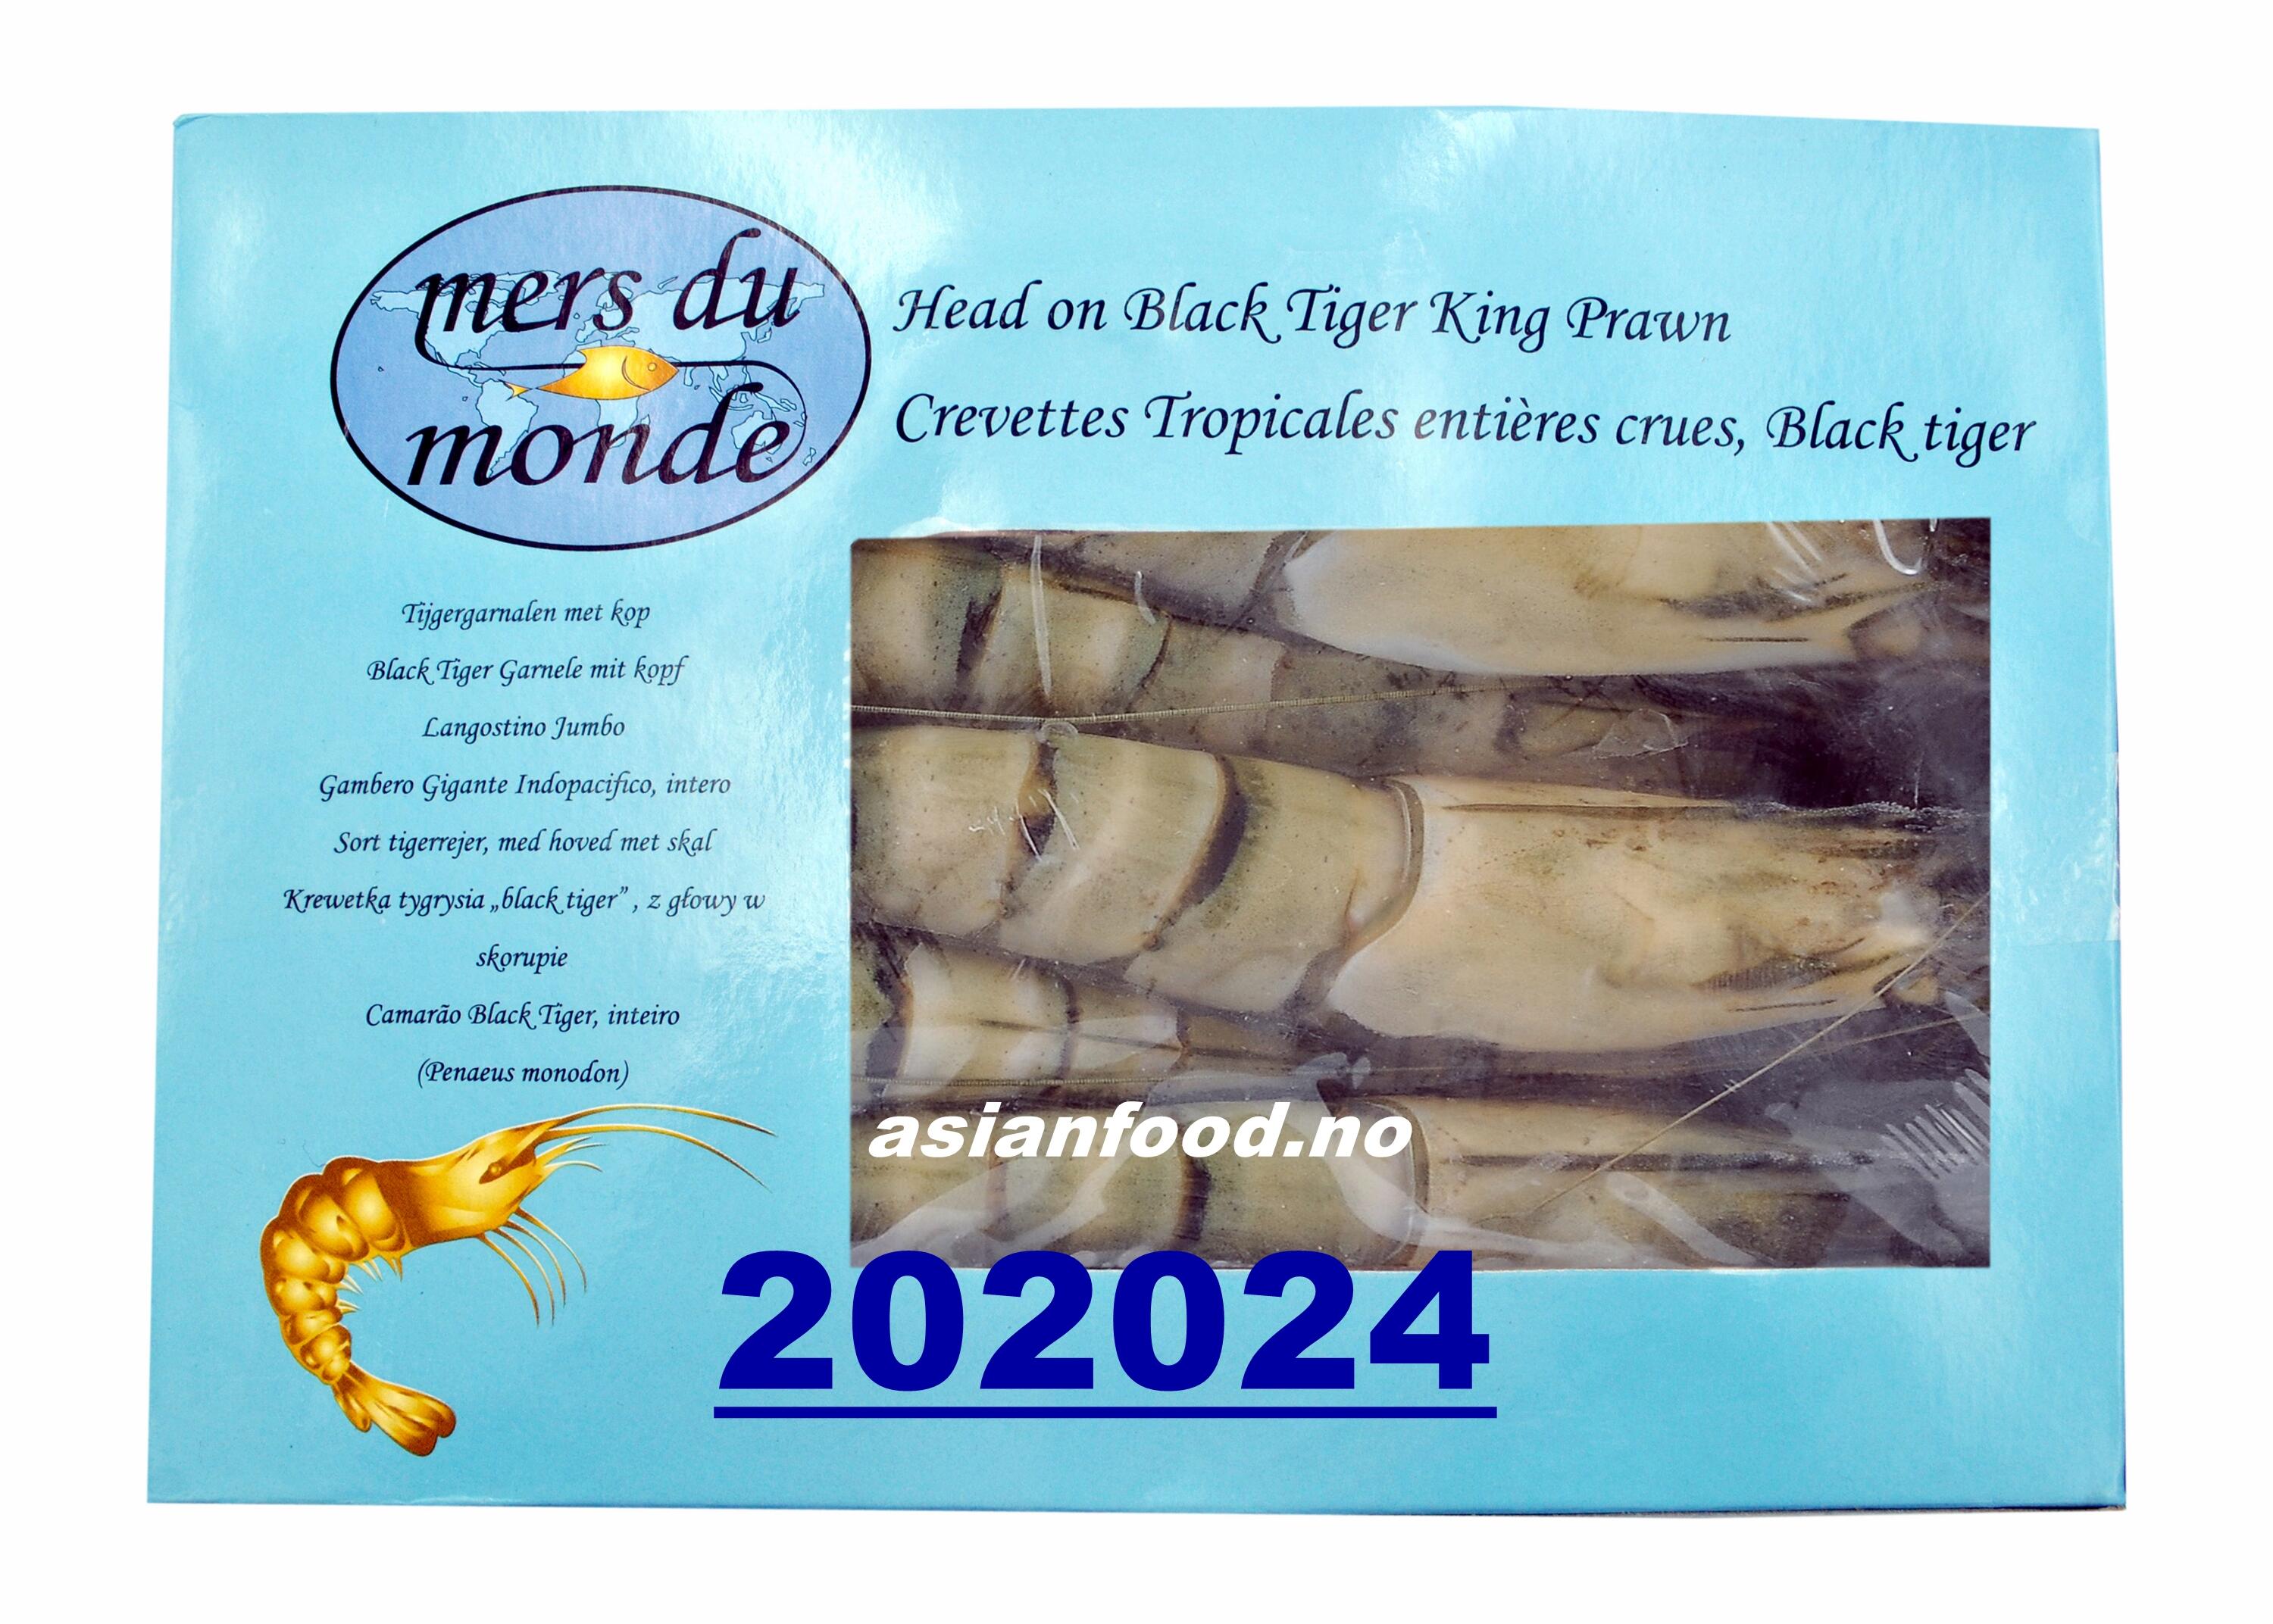 mers du
monde
Head on Black Tiger King Prawn
Crevettes Tropicales entières crues, Black tiger
Tijgergarnalen met kop
Black Tiger Garnele mit kopf
Langostino Jumbo
Gambero Gigante Indopacifico, intero
Sort tigerrejer, med hoved met skal
Krewetka tygrysia „black tiger” , z głowy w
skorupie
Camarão Black Tiger, inteiro
(Penaeus monodon)
asianfood.no
202024